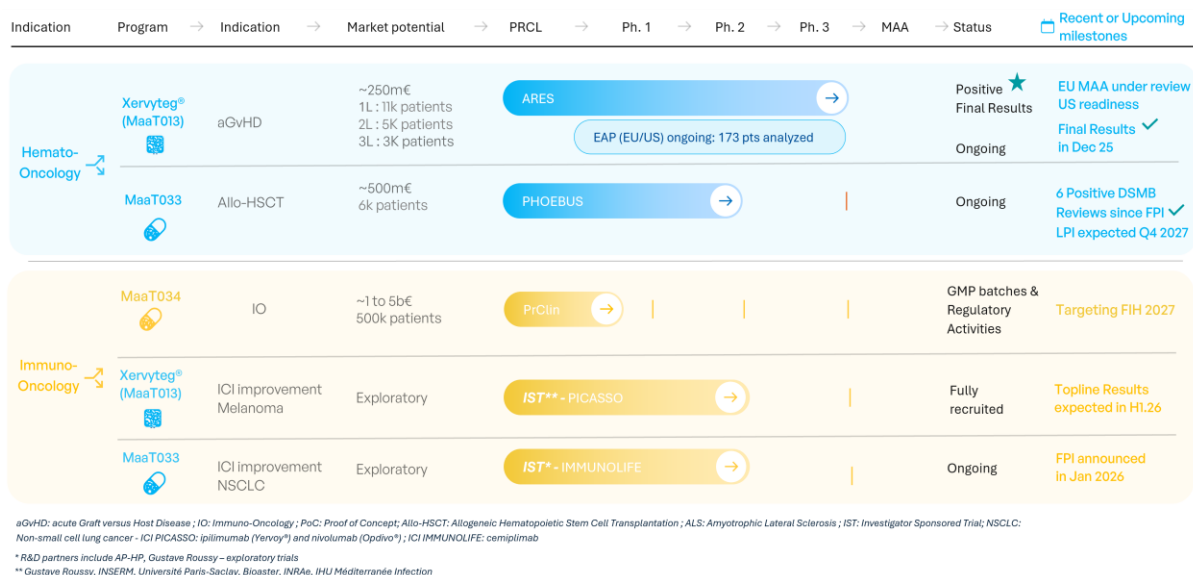 Indication Program → Indication → Market potential → PRCL → Ph. 1 → Ph. 2 → Ph. 3 → MAA → Status Recent or Upcoming
milestones
Hemato-
Oncology
Xervyteg®
(MaaT013)
aGvHD
~250m€
1L : 11k patients
2L : 5K patients
3L : 3K patients
ARES
EAP (EU/US) ongoing: 173 pts analyzed
Positive
Final Results
Ongoing
EU MAA under review
US readiness
Final Results
in Dec 25
MaaT033
Allo-HSCT
~500m€
6k patients
PHOEBUS
Ongoing
6 Positive DSMB
Reviews since FPI
LPI expected Q4 2027
Immuno-
Oncology
MaaT034
IO
~1 to 5b€
500k patients
PrClin
GMP batches &
Regulatory
Activities
Targeting FIH 2027
Xervyteg®
(MaaT013)
ICI improvement
Melanoma
Exploratory
IST** - PICASSO
Fully
recruited
Topline Results
expected in H1.26
MaaT033
ICI improvement
NSCLC
Exploratory
IST* - IMMUNOLIFE
Ongoing
FPI announced
in Jan 2026
aGvHD: acute Graft versus Host Disease ; IO: Immuno-Oncology ; PoC: Proof of Concept; Allo-HSCT: Allogeneic Hematopoietic Stem Cell Transplantation ; ALS: Amyotrophic Lateral Sclerosis ; IST: Investigator Sponsored Trial; NSCLC:
Non-small cell lung cancer - ICI PICASSO: ipilimumab (Yervoy®) and nivolumab (Opdivo®) ; ICI IMMUNOLIFE: cemiplimab
* R&D partners include AP-HP, Gustave Roussy – exploratory trials
** Gustave Roussy, INSERM, Université Paris-Saclay, Bioaster, INRAe, IHU Méditerranée Infection